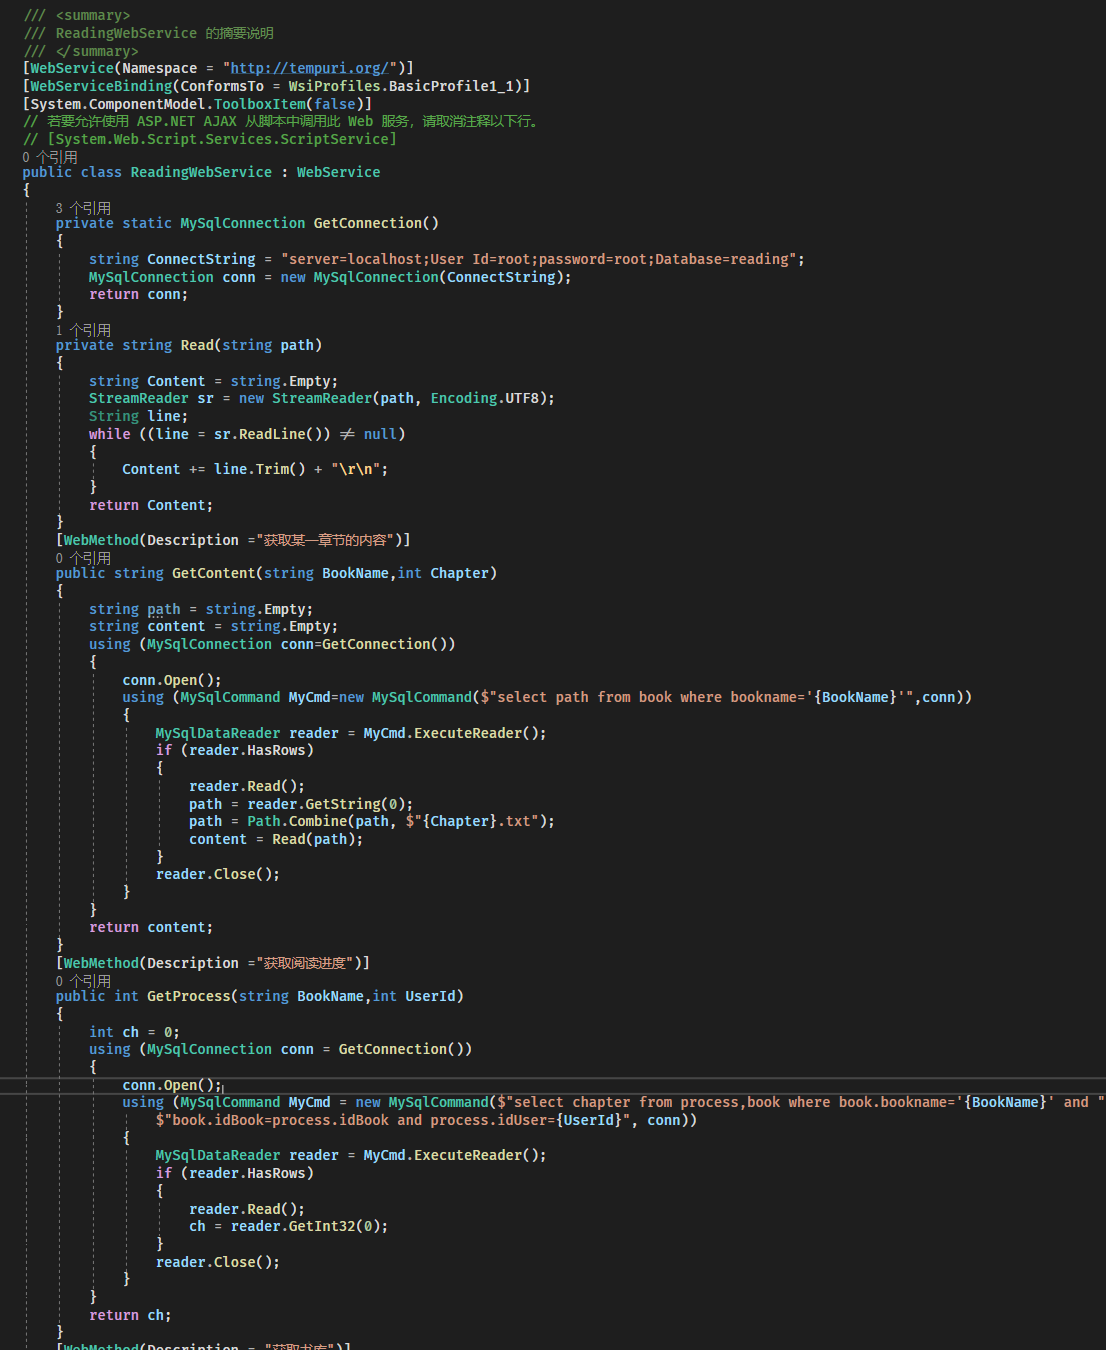 /// <summary>
/// ReadingWebService 的摘要说明
/// </summary>
[WebService(Namespace = "http://tempuri.org/")]
[WebServiceBinding(ConformsTo = WsiProfiles.BasicProfile1_1)]
[System.ComponentModel.ToolboxItem(false)]
// 若要允许使用 ASP.NET AJAX 从脚本中调用此 Web 服务，请取消注释以下行。
// [System.Web.Script.Services.ScriptService]
0 个引用
public class ReadingWebService : WebService
{
3 个引用
private static MySqlConnection GetConnection()
{
string ConnectString = "server=localhost;User Id=root;password=root;Database=reading";
MySqlConnection conn = new MySqlConnection(ConnectString);
return conn;
}
1 个引用
private string Read(string path)
{
string Content = string.Empty;
StreamReader sr = new StreamReader(path, Encoding.UTF8);
String line;
while ((line = sr.ReadLine()) ≠ null)
{
Content += line.Trim() + "\r\n";
}
return Content;
}
[WebMethod(Description ="获取某一章节的内容")]
0 个引用
public string GetContent(string BookName,int Chapter)
{
string path = string.Empty;
string content = string.Empty;
using (MySqlConnection conn=GetConnection())
{
conn.Open();
using (MySqlCommand MyCmd=new MySqlCommand($"select path from book where bookname='{BookName}'",conn))
{
MySqlDataReader reader = MyCmd.ExecuteReader();
if (reader.HasRows)
{
reader.Read();
path = reader.GetString(0);
path = Path.Combine(path, $"{Chapter}.txt");
content = Read(path);
}
reader.Close();
}
}
return content;
}
[WebMethod(Description ="获取阅读进度")]
0 个引用
public int GetProcess(string BookName,int UserId)
{
int ch = 0;
using (MySqlConnection conn = GetConnection())
{
conn.Open();
using (MySqlCommand MyCmd = new MySqlCommand($"select chapter from process,book where book.bookname='{BookName}' and "
$"book.idBook=process.idBook and process.idUser={UserId}", conn))
{
MySqlDataReader reader = MyCmd.ExecuteReader();
if (reader.HasRows)
{
reader.Read();
ch = reader.GetInt32(0);
}
reader.Close();
}
}
return ch;
}
[WebMethod(Description = "获取书库")]